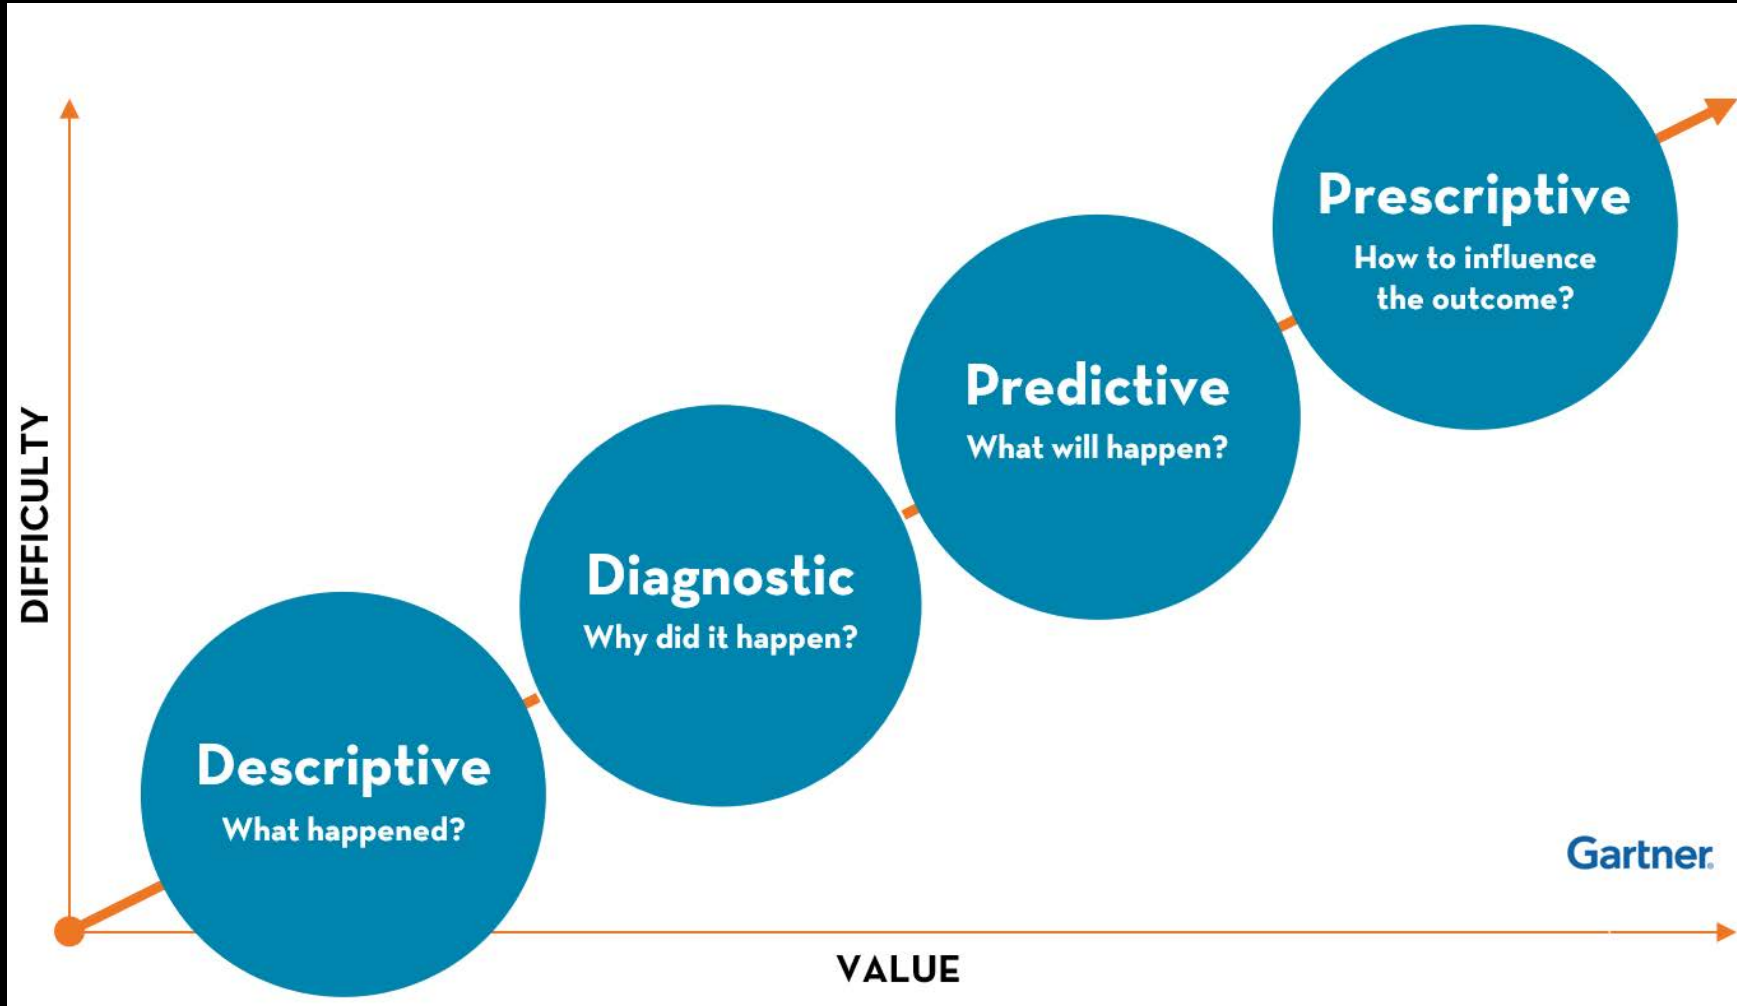 Prescriptive
How to influence
the outcome?
Predictive
What will happen?
Diagnostic
Why did it happen?
Descriptive
What happened?
DIFFICULTY
VALUE
Gartner®